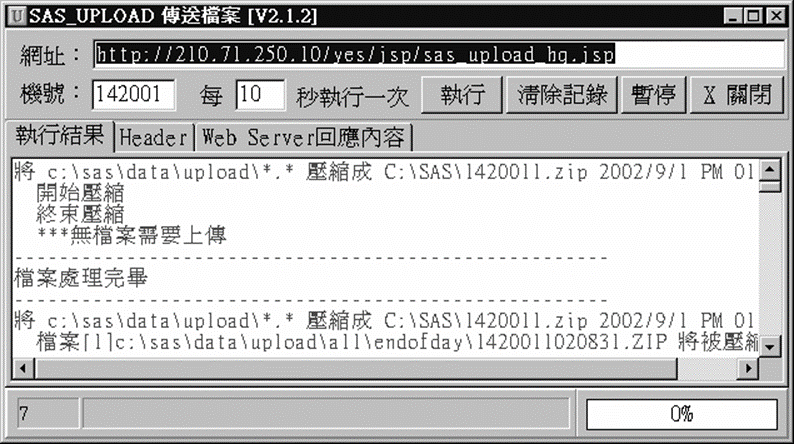 SAS_UPLOAD 傳送檔案 [V2.1.2]
網址： http://210.71.250.10/yes/jsp/sas_upload_hq.jsp
機號： 142001 每 10 秒執行一次 執行 清除記錄 暫停 X 關閉
執行結果 Header Web Server回應內容
將 c:\sas\data\upload\*.* 壓縮成 C:\SAS\1420011.zip 2002/9/1 PM 01
開始壓縮
終束壓縮
***無檔案需要上傳
------------------------------------------------------
檔案處理完畢
------------------------------------------------------
將 c:\sas\data\upload\*.* 壓縮成 C:\SAS\1420011.zip 2002/9/1 PM 01
檔案[1]c:\sas\data\upload\all\endofday\1420011020831.ZIP 將被壓縮
7 0%